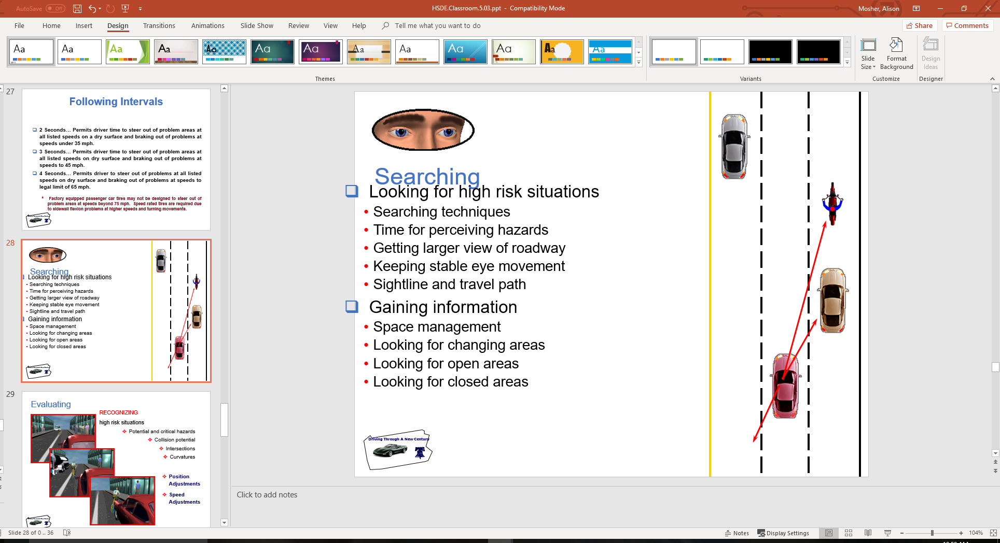 AutoSave Off
HSDE.Classroom.5.03.ppt - Compatibility Mode
Mosher, Alison
File Home Insert Design Transitions Animations Slide Show Review View Help Tell me what you want to do
Share Comments
Aa Aa Aa Aa Aa Aa Aa Aa Aa Aa Aa Aa Aa
Slide Size
Format Background
Design Ideas
Themes Variants Customize Designer
27
Following Intervals
2 Seconds... Permits driver time to steer out of problem areas at
all listed speeds on a dry surface and braking out of problems at
speeds under 35 mph.
3 Seconds... Permits driver time to steer out of problem areas at
all listed speeds on dry surface and braking out of problems at
speeds to 45 mph.
4 Seconds... Permits driver to steer out of problems at all listed
speeds on dry surface and braking out of problems at speeds to
legal limit of 65 mph.
* Factory equipped passenger car tires may not be designed to steer out of
problem areas at speeds beyond 75 mph. Speed rated tires are required due
to sidewall flexion problems at higher speeds and turning movements.
28
Searching
Looking for high risk situations
• Searching techniques
• Time for perceiving hazards
• Getting larger view of roadway
• Keeping stable eye movement
• Sightline and travel path
Gaining information
• Space management
• Looking for changing areas
• Looking for open areas
• Looking for closed areas
29
Evaluating
RECOGNIZING
high risk situations
Potential and critical hazards
Collision potential
Intersections
Curvatures
Position
Adjustments
Speed
Adjustments
Searching
Looking for high risk situations
• Searching techniques
• Time for perceiving hazards
• Getting larger view of roadway
• Keeping stable eye movement
• Sightline and travel path
Gaining information
• Space management
• Looking for changing areas
• Looking for open areas
• Looking for closed areas
Driving Through A New Century
Click to add notes
Slide 28 of 0 .. 36
Notes Display Settings 104%